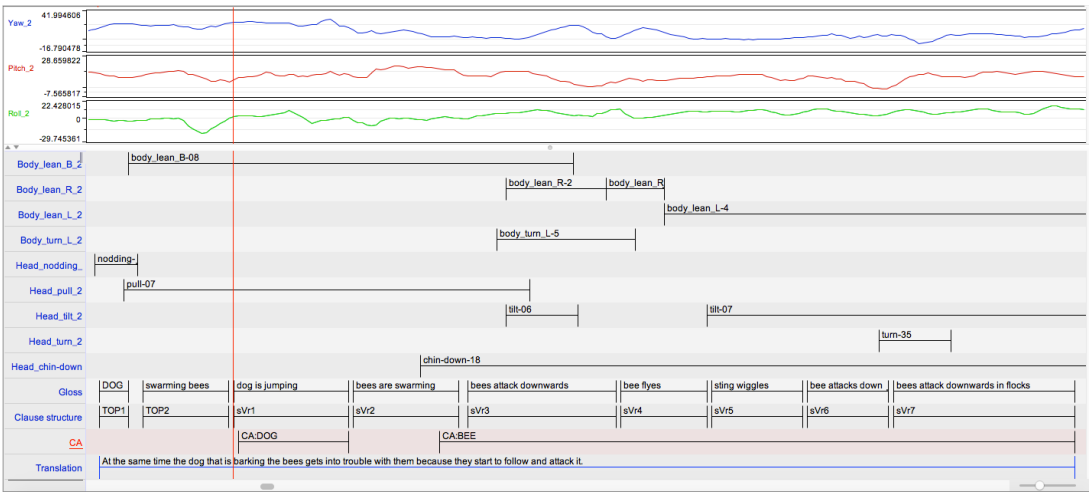 41.994606
Yaw_2
-16.790478
28.659822
Pitch_2
-7.565817
22.428015
Roll_2
0
-29.745361
Body_lean_B_2 body_lean_B-08
Body_lean_R_2 body_lean_R-2 body_lean_R
Body_lean_L_2 body_lean_L-4
Body_turn_L_2 body_turn_L-5
Head_nodding_ nodding-
Head_pull_2 pull-07
Head_tilt_2 tilt-06 tilt-07
Head_turn_2 turn-35
Head_chin-down chin-down-18
Gloss DOG swarming bees dog is jumping bees are swarming bees attack downwards bee flyes sting wiggles bee attacks down bees attack downwards in flocks
Clause structure TOP1 TOP2 sVr1 sVr2 sVr3 sVr4 sVr5 sVr6 sVr7
CA CA:DOG CA:BEE
Translation At the same time the dog that is barking the bees gets into trouble with them because they start to follow and attack it.